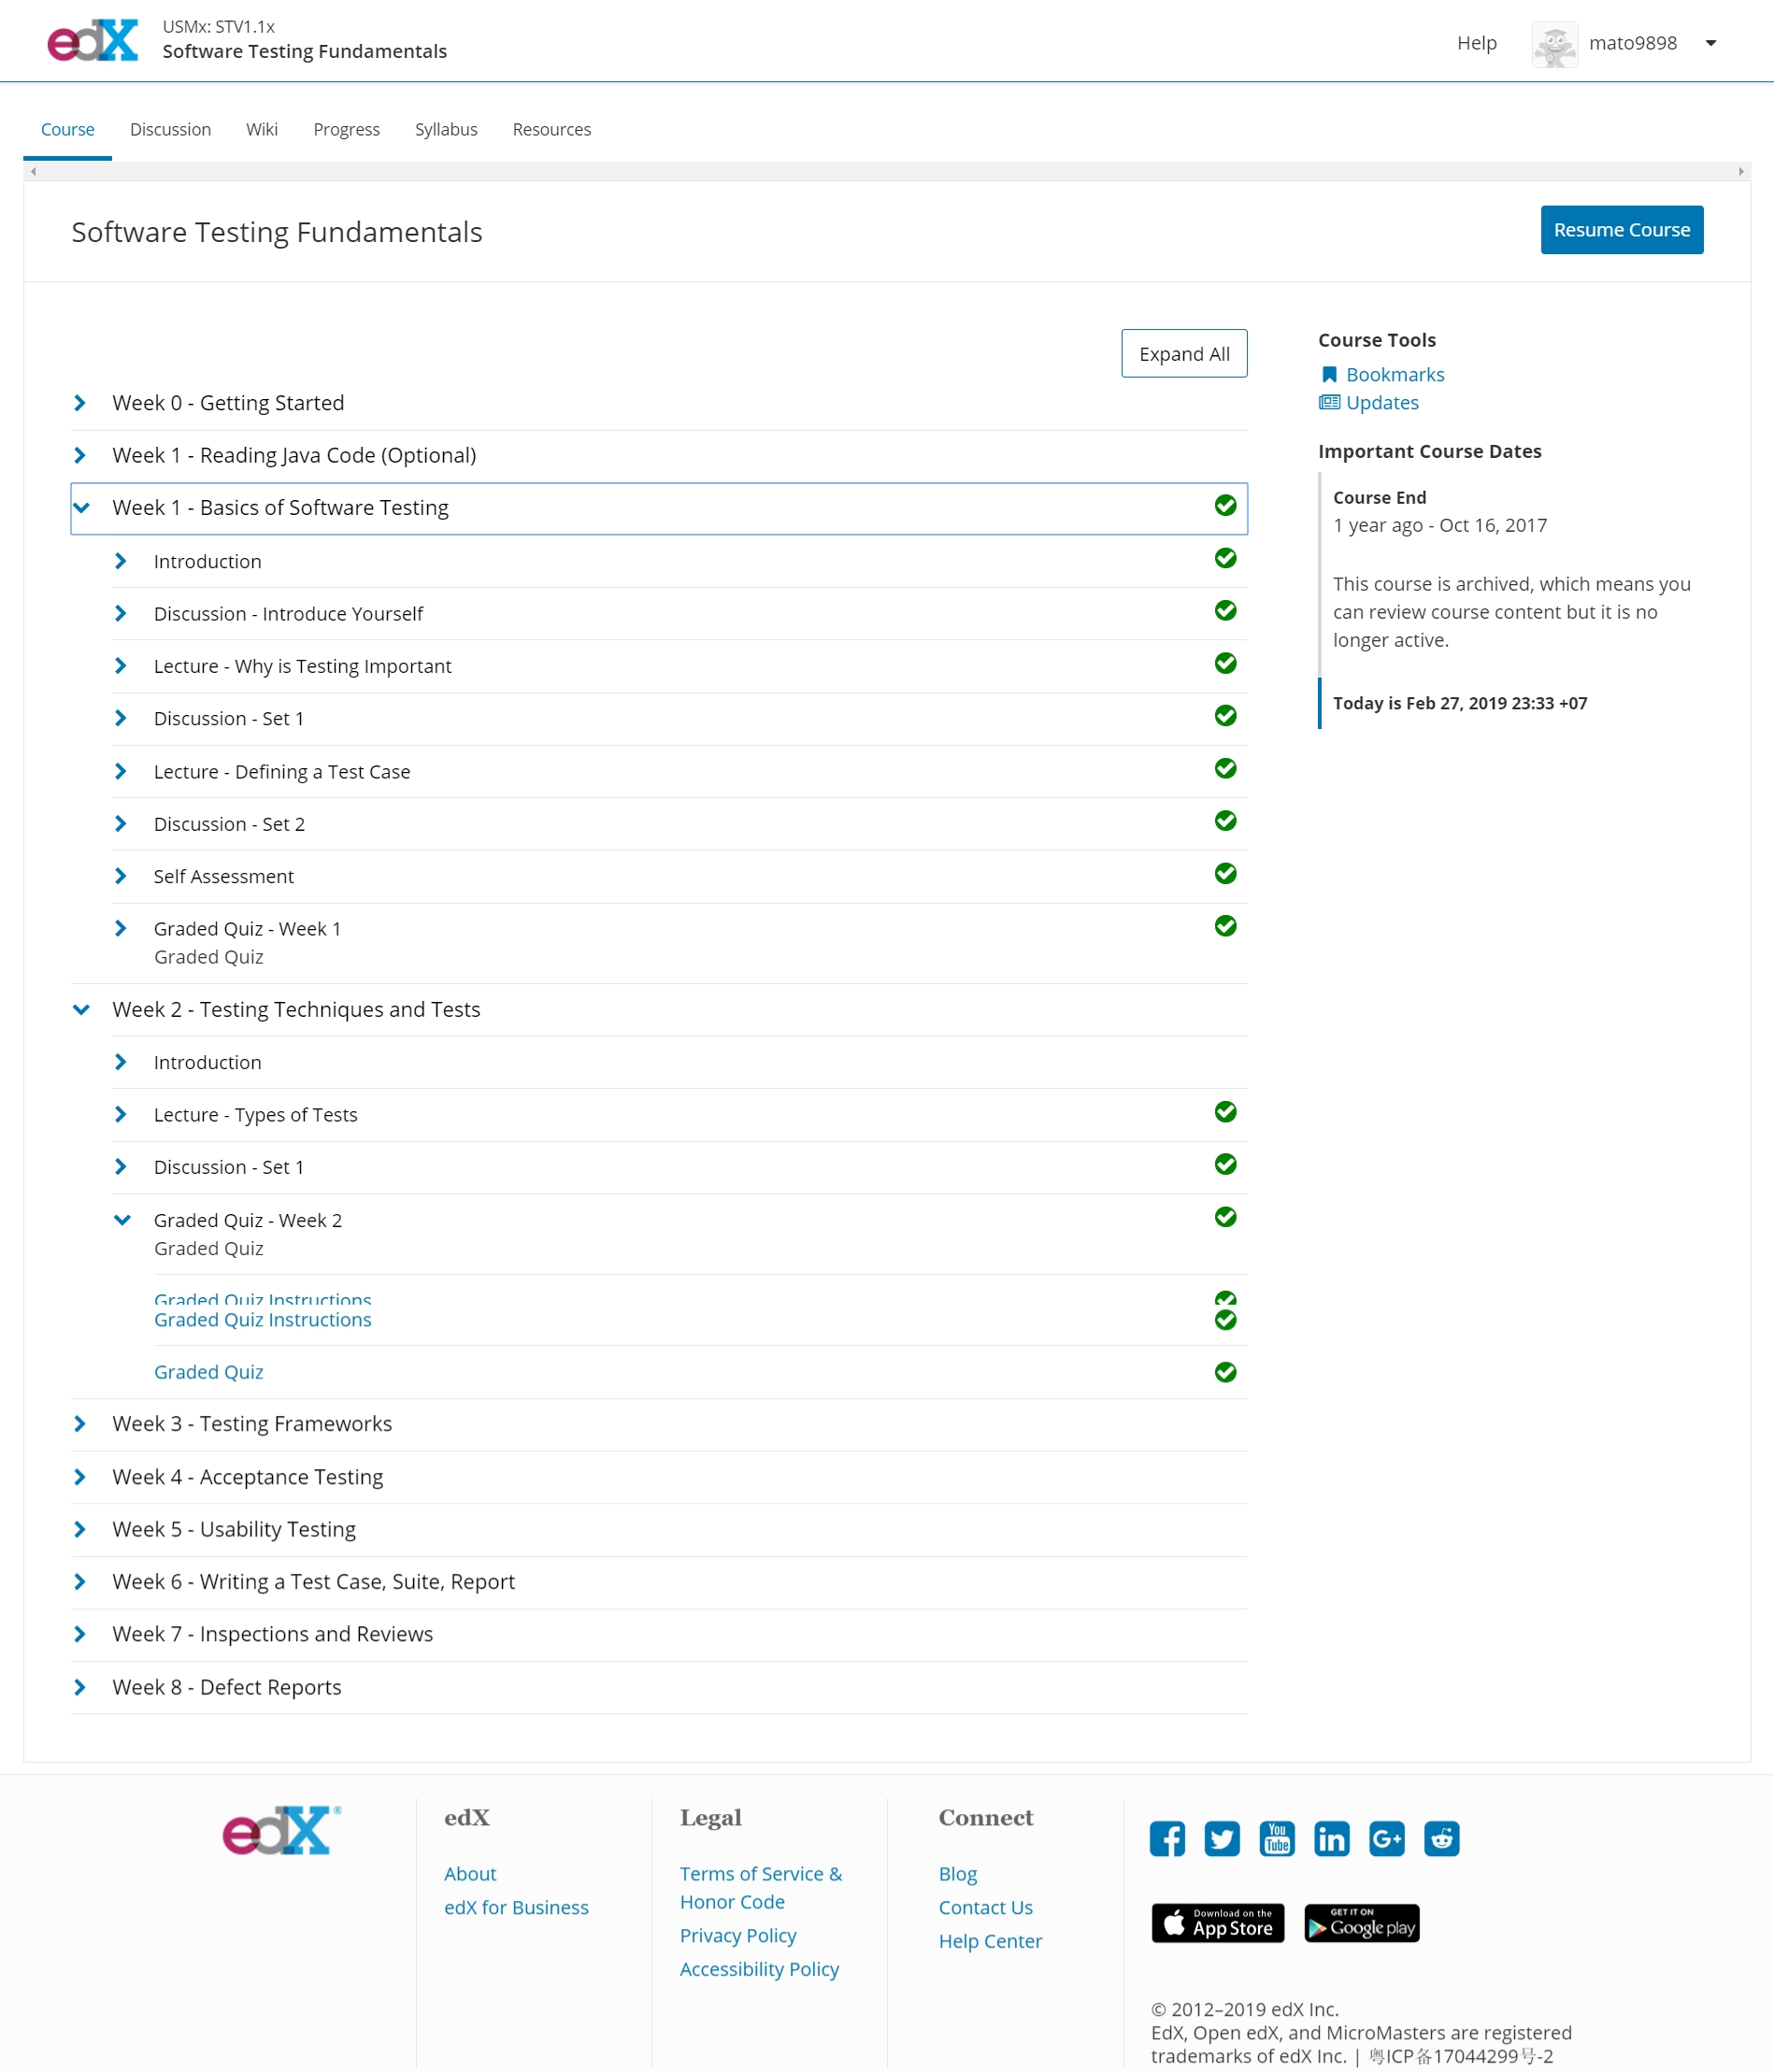 edX
USMx: STV1.1x
Software Testing Fundamentals
Help
mato9898
Course
Discussion
Wiki
Progress
Syllabus
Resources
Software Testing Fundamentals
Resume Course
Expand All
Week 0 - Getting Started
Week 1 - Reading Java Code (Optional)
Week 1 - Basics of Software Testing
Introduction
Discussion - Introduce Yourself
Lecture - Why is Testing Important
Discussion - Set 1
Lecture - Defining a Test Case
Discussion - Set 2
Self Assessment
Graded Quiz - Week 1
Graded Quiz
Week 2 - Testing Techniques and Tests
Introduction
Lecture - Types of Tests
Discussion - Set 1
Graded Quiz - Week 2
Graded Quiz
Graded Quiz Instructions
Graded Quiz Instructions
Graded Quiz
Week 3 - Testing Frameworks
Week 4 - Acceptance Testing
Week 5 - Usability Testing
Week 6 - Writing a Test Case, Suite, Report
Week 7 - Inspections and Reviews
Week 8 - Defect Reports
Course Tools
Bookmarks
Updates
Important Course Dates
Course End
1 year ago - Oct 16, 2017
This course is archived, which means you
can review course content but it is no
longer active.
Today is Feb 27, 2019 23:33 +07
edX®
edX
About
edX for Business
Legal
Terms of Service &
Honor Code
Privacy Policy
Accessibility Policy
Connect
Blog
Contact Us
Help Center
You
Tube
in
G+
Download on the
App Store
GET IT ON
Google play
© 2012–2019 edX Inc.
EdX, Open edX, and MicroMasters are registered
trademarks of edX Inc. | 粤ICP备17044299号-2